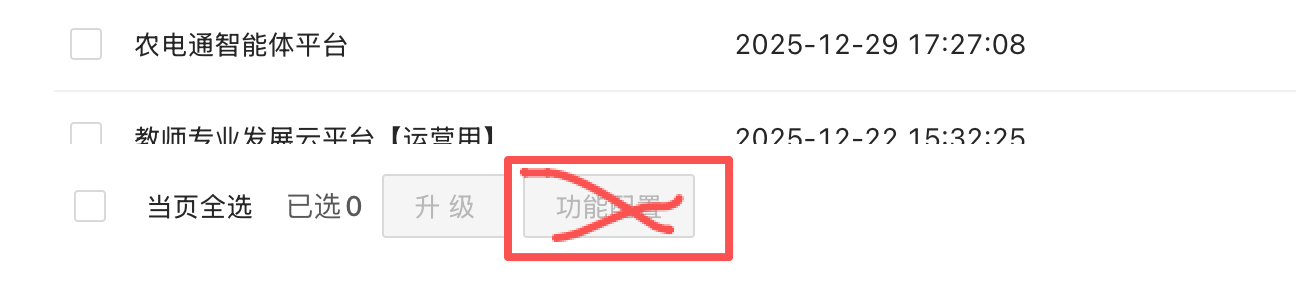 农电通智能体平台 2025-12-29 17:27:08
教师专业发展云平台【运营用】 2025-12-22 15:32:25
当页全选 已选0 升级 功能配置